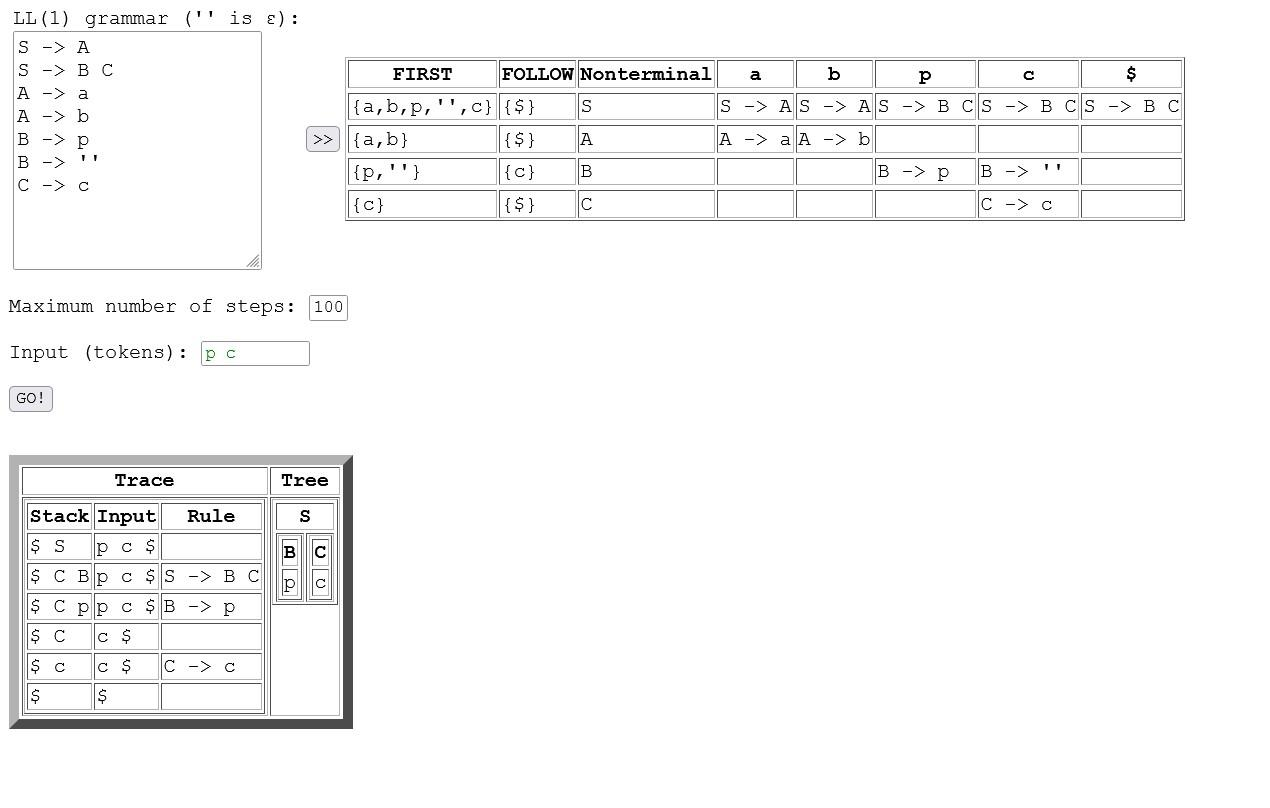 LL(1) grammar ('' is ε):
S -> A
S -> B C
A -> a
A -> b
B -> p
B -> ''
C -> c
>>
FIRST FOLLOW Nonterminal a b p c $
{a,b,p,'',c} {$} S S -> A S -> A S -> B C S -> B C S -> B C
{a,b} {$} A A -> a A -> b
{p,''} {c} B B -> p B -> ''
{c} {$} C C -> c
Maximum number of steps: 100
Input (tokens): p c
GO!
Trace Tree
Stack Input Rule
$ S p c $
$ C B p c $ S -> B C
$ C p p c $ B -> p
$ C c $
$ c c $ C -> c
$ $
S
B C
p c